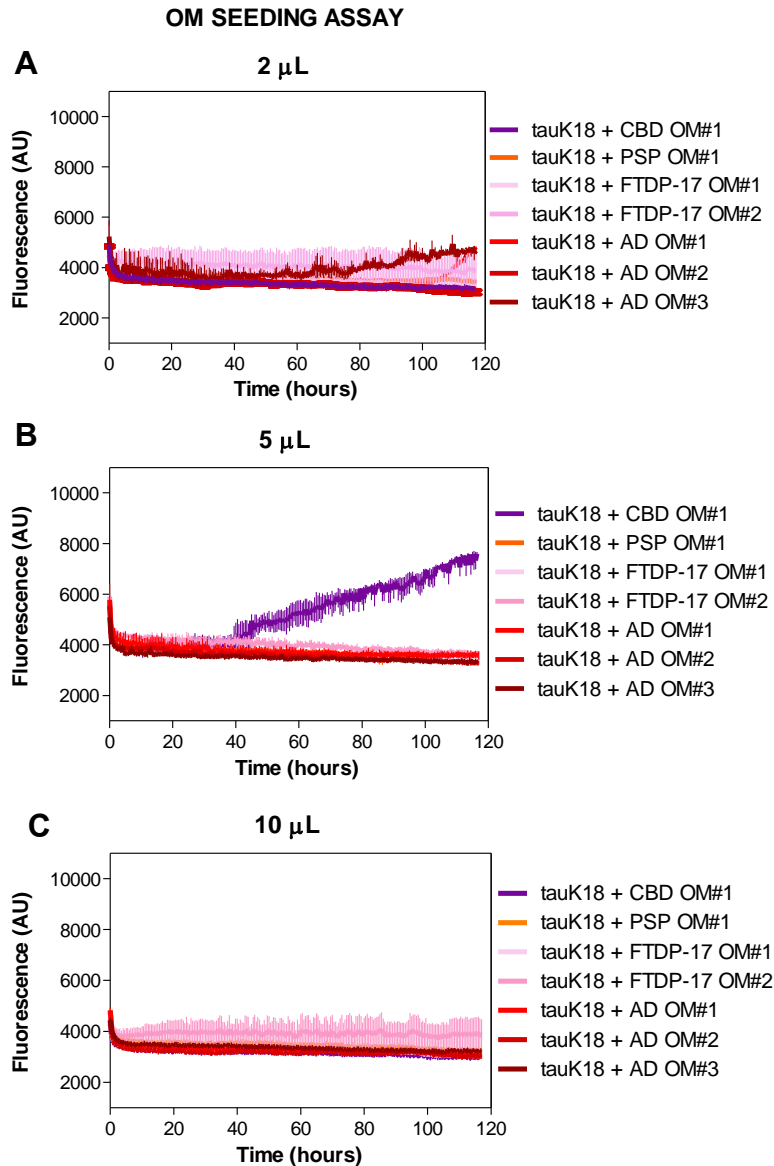 OM SEEDING ASSAY
A
2 μL
Fluorescence (AU)
10000
8000
6000
4000
2000
0 20 40 60 80 100 120
Time (hours)
tauK18 + CBD OM#1
tauK18 + PSP OM#1
tauK18 + FTDP-17 OM#1
tauK18 + FTDP-17 OM#2
tauK18 + AD OM#1
tauK18 + AD OM#2
tauK18 + AD OM#3
B
5 μL
Fluorescence (AU)
10000
8000
6000
4000
2000
0 20 40 60 80 100 120
Time (hours)
tauK18 + CBD OM#1
tauK18 + PSP OM#1
tauK18 + FTDP-17 OM#1
tauK18 + FTDP-17 OM#2
tauK18 + AD OM#1
tauK18 + AD OM#2
tauK18 + AD OM#3
C
10 μL
Fluorescence (AU)
10000
8000
6000
4000
2000
0 20 40 60 80 100 120
Time (hours)
tauK18 + CBD OM#1
tauK18 + PSP OM#1
tauK18 + FTDP-17 OM#1
tauK18 + FTDP-17 OM#2
tauK18 + AD OM#1
tauK18 + AD OM#2
tauK18 + AD OM#3